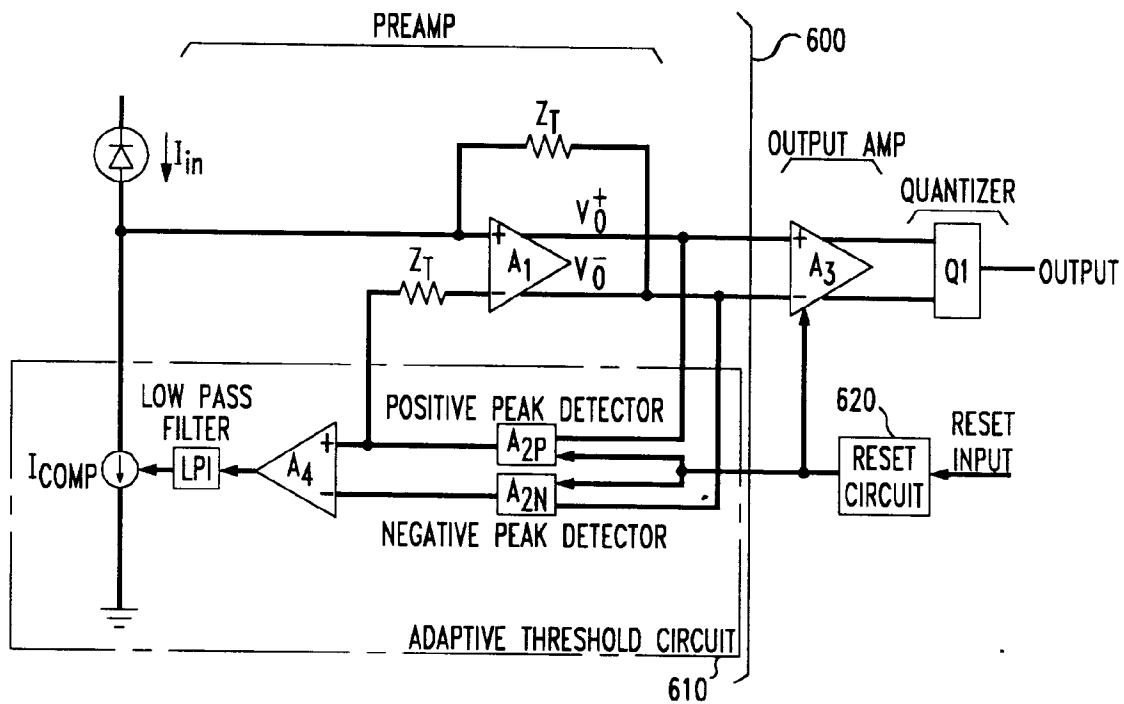 PREAMP
600
Z_T
I_in
OUTPUT AMP
QUANTIZER
V_0^+
+
A_1
V_0^-
Z_T
−
+
A_3
−
Q1
OUTPUT
LOW PASS
FILTER
POSITIVE PEAK DETECTOR
620
RESET
INPUT
I_COMP
LPI
A_4
+
−
A_2P
A_2N
RESET
CIRCUIT
NEGATIVE PEAK DETECTOR
ADAPTIVE THRESHOLD CIRCUIT
610